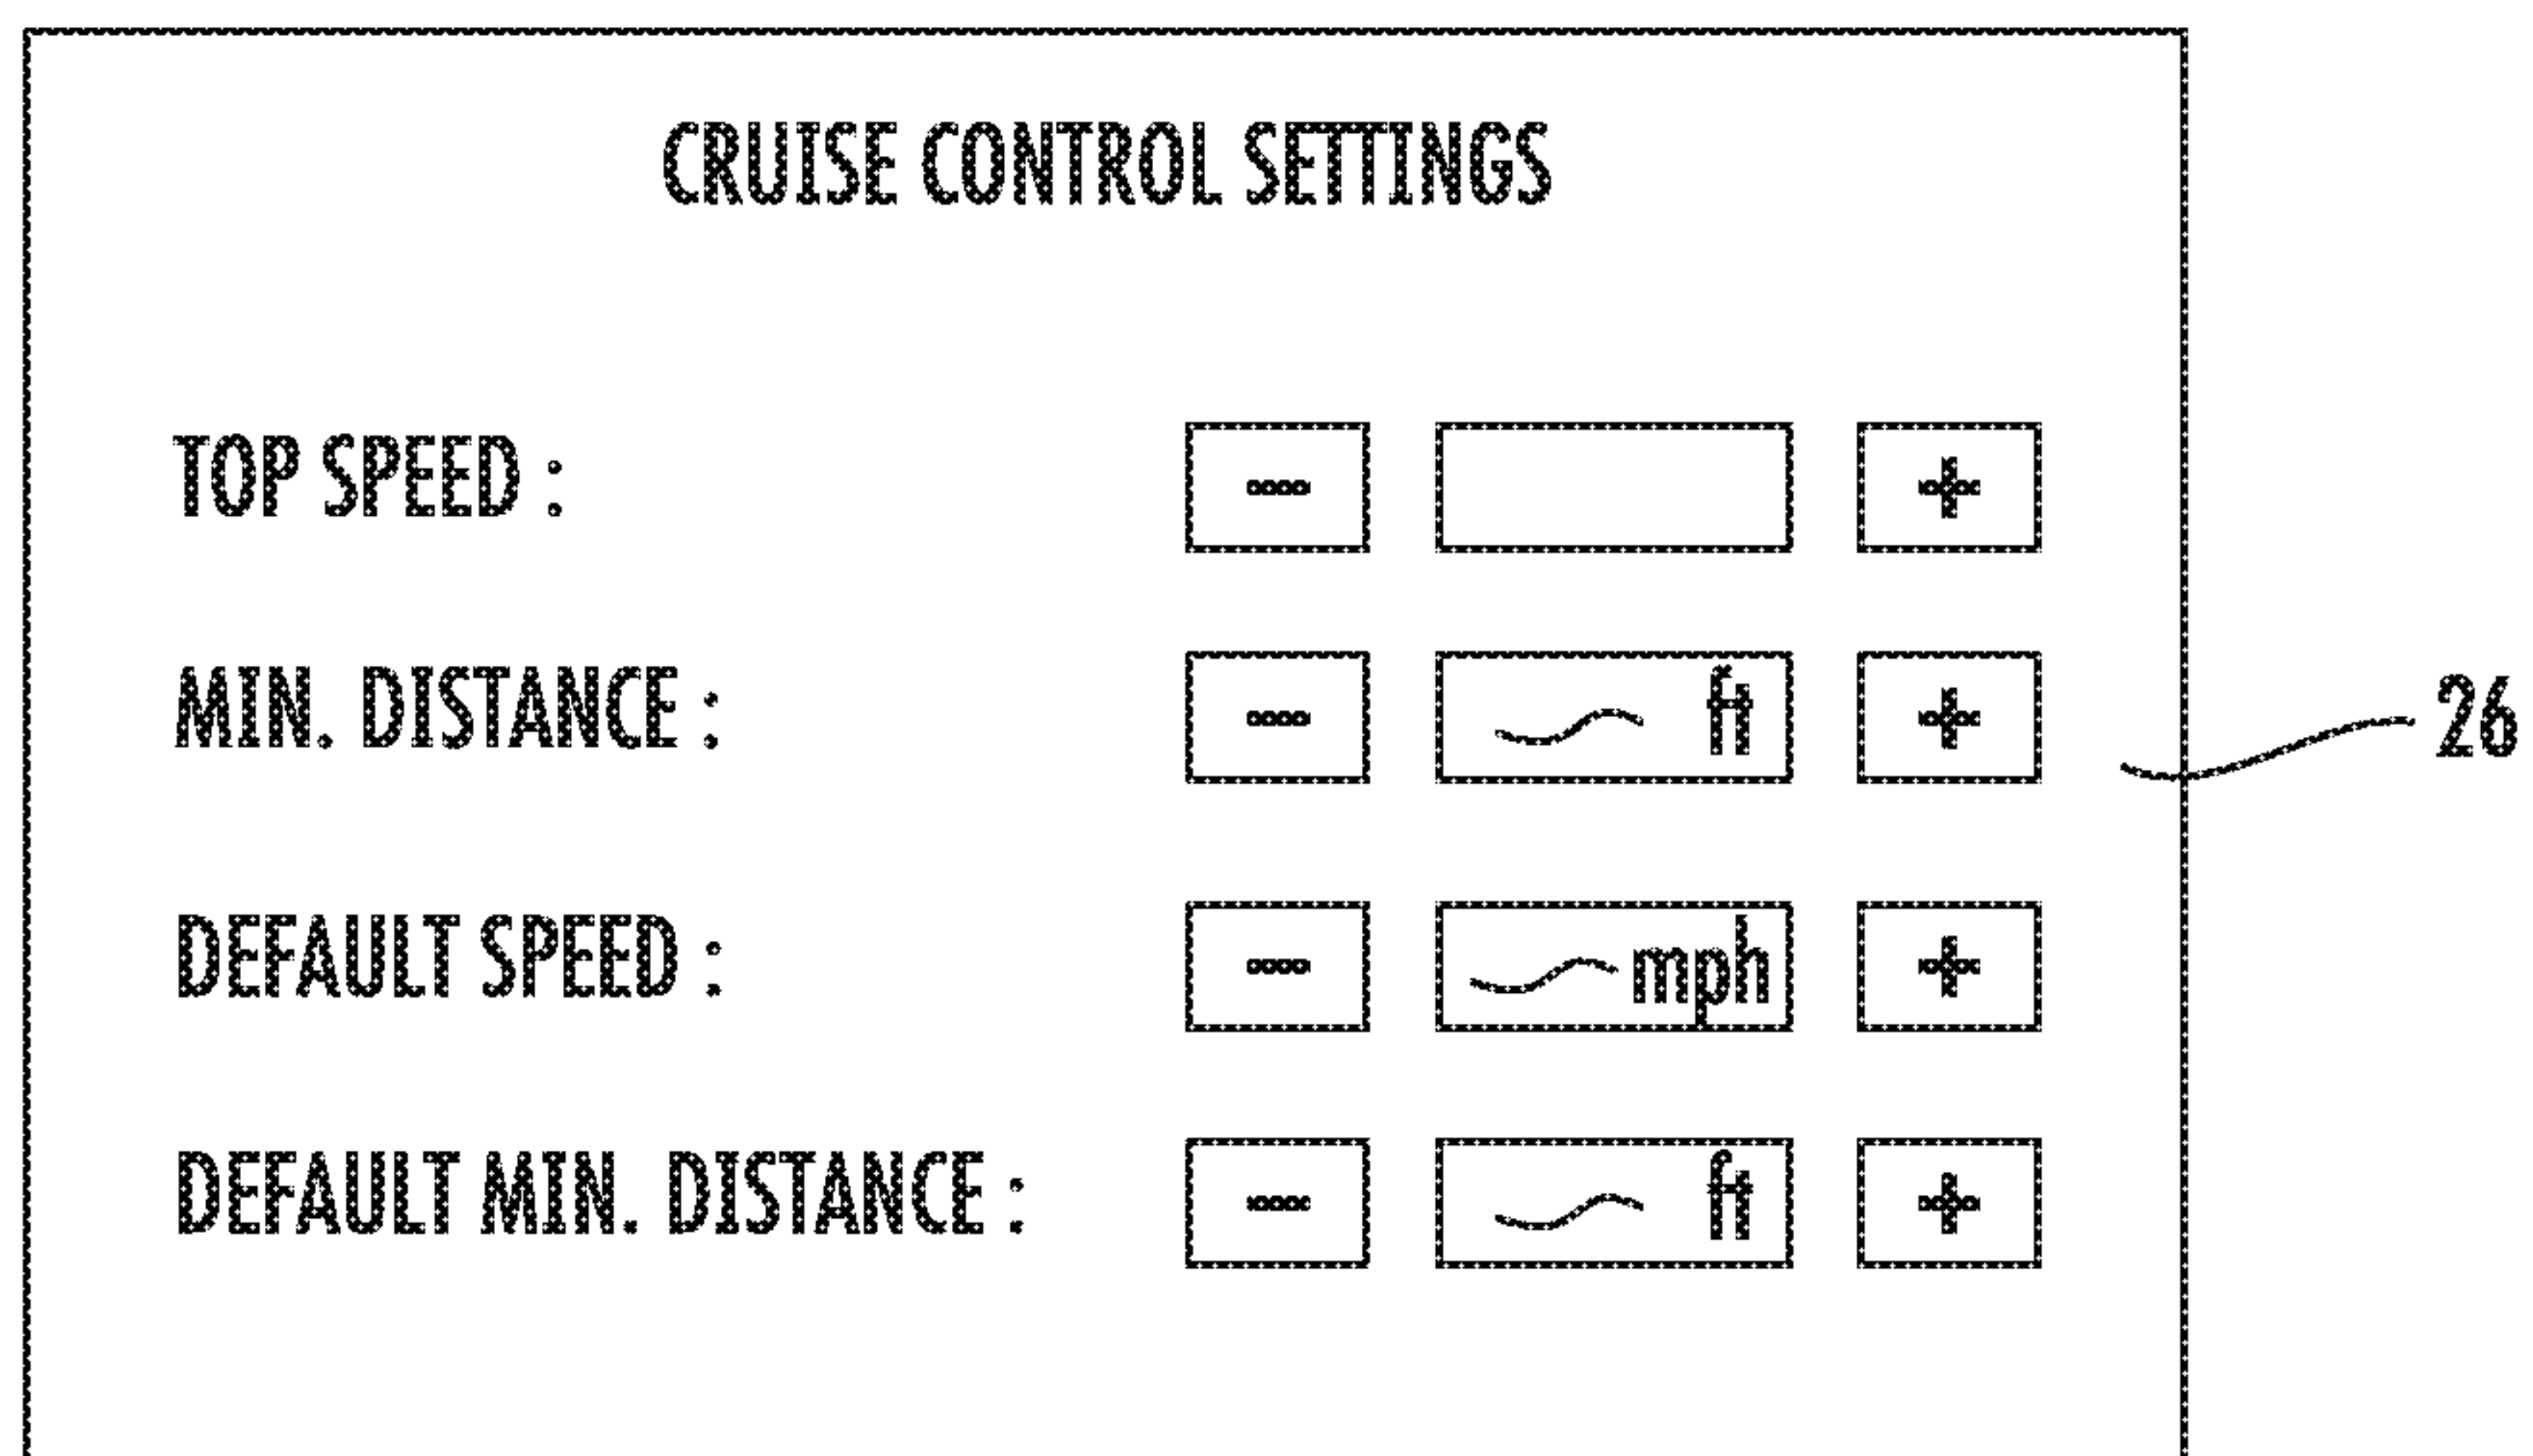 CRUISE CONTROL SETTINGS
TOP SPEED : - +
MIN. DISTANCE : - ft +
26
DEFAULT SPEED : - mph +
DEFAULT MIN. DISTANCE : - ft +